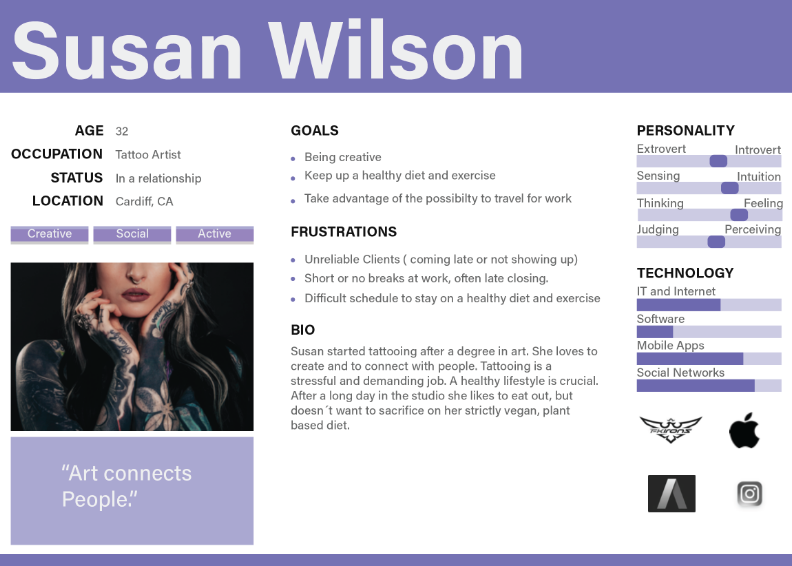 Susan Wilson
AGE 32
OCCUPATION Tattoo Artist
STATUS In a relationship
LOCATION Cardiff, CA
Creative Social Active
“Art connects
People.”
GOALS
Being creative
Keep up a healthy diet and exercise
Take advantage of the possibilty to travel for work
FRUSTRATIONS
Unreliable Clients ( coming late or not showing up)
Short or no breaks at work, often late closing.
Difficult schedule to stay on a healthy diet and exercise
BIO
Susan started tattooing after a degree in art. She loves to
create and to connect with people. Tattooing is a
stressful and demanding job. A healthy lifestyle is crucial.
After a long day in the studio she likes to eat out, but
doesn´t want to sacrifice on her strictly vegan, plant
based diet.
PERSONALITY
Extrovert Introvert
Sensing Intuition
Thinking Feeling
Judging Perceiving
TECHNOLOGY
IT and Internet
Software
Mobile Apps
Social Networks
FKIRONS